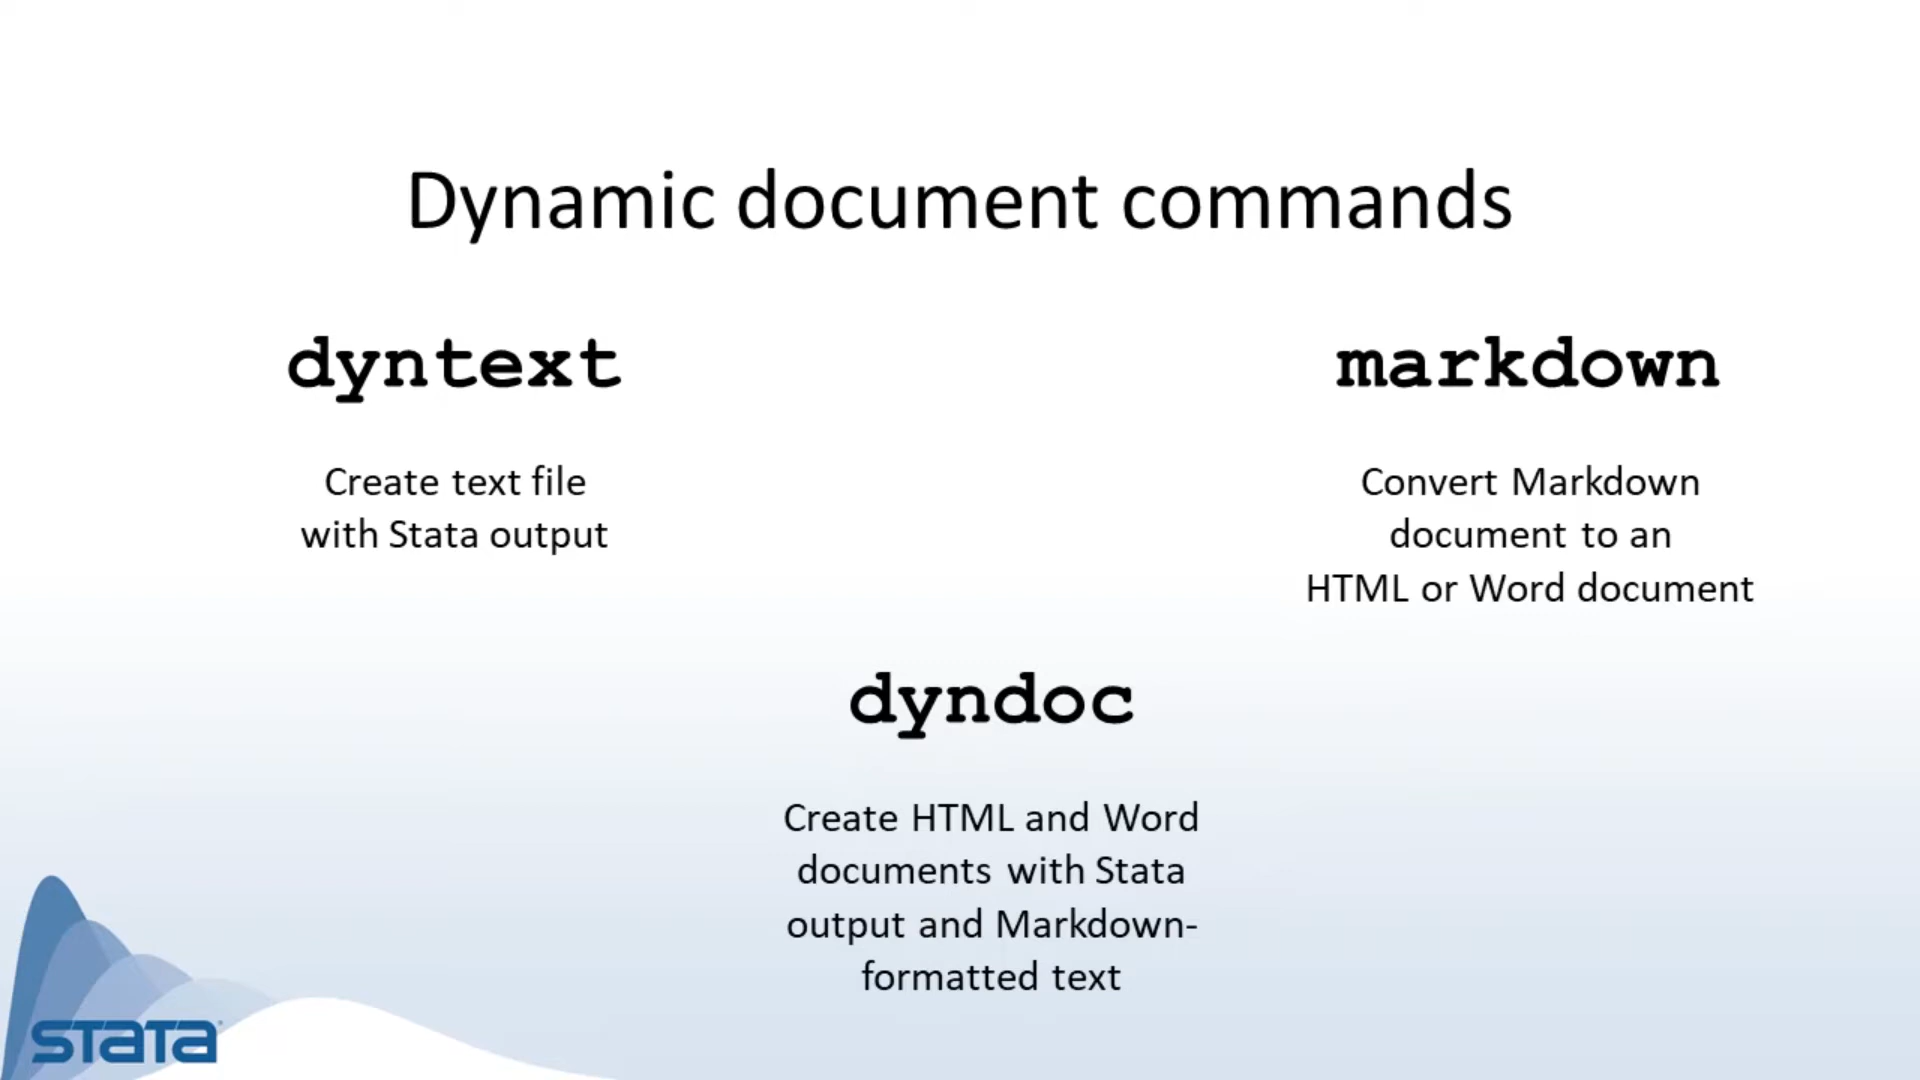 Dynamic document commands
dyntext
Create text file
with Stata output
markdown
Convert Markdown
document to an
HTML or Word document
dyndoc
Create HTML and Word
documents with Stata
output and Markdown-
formatted text
stata